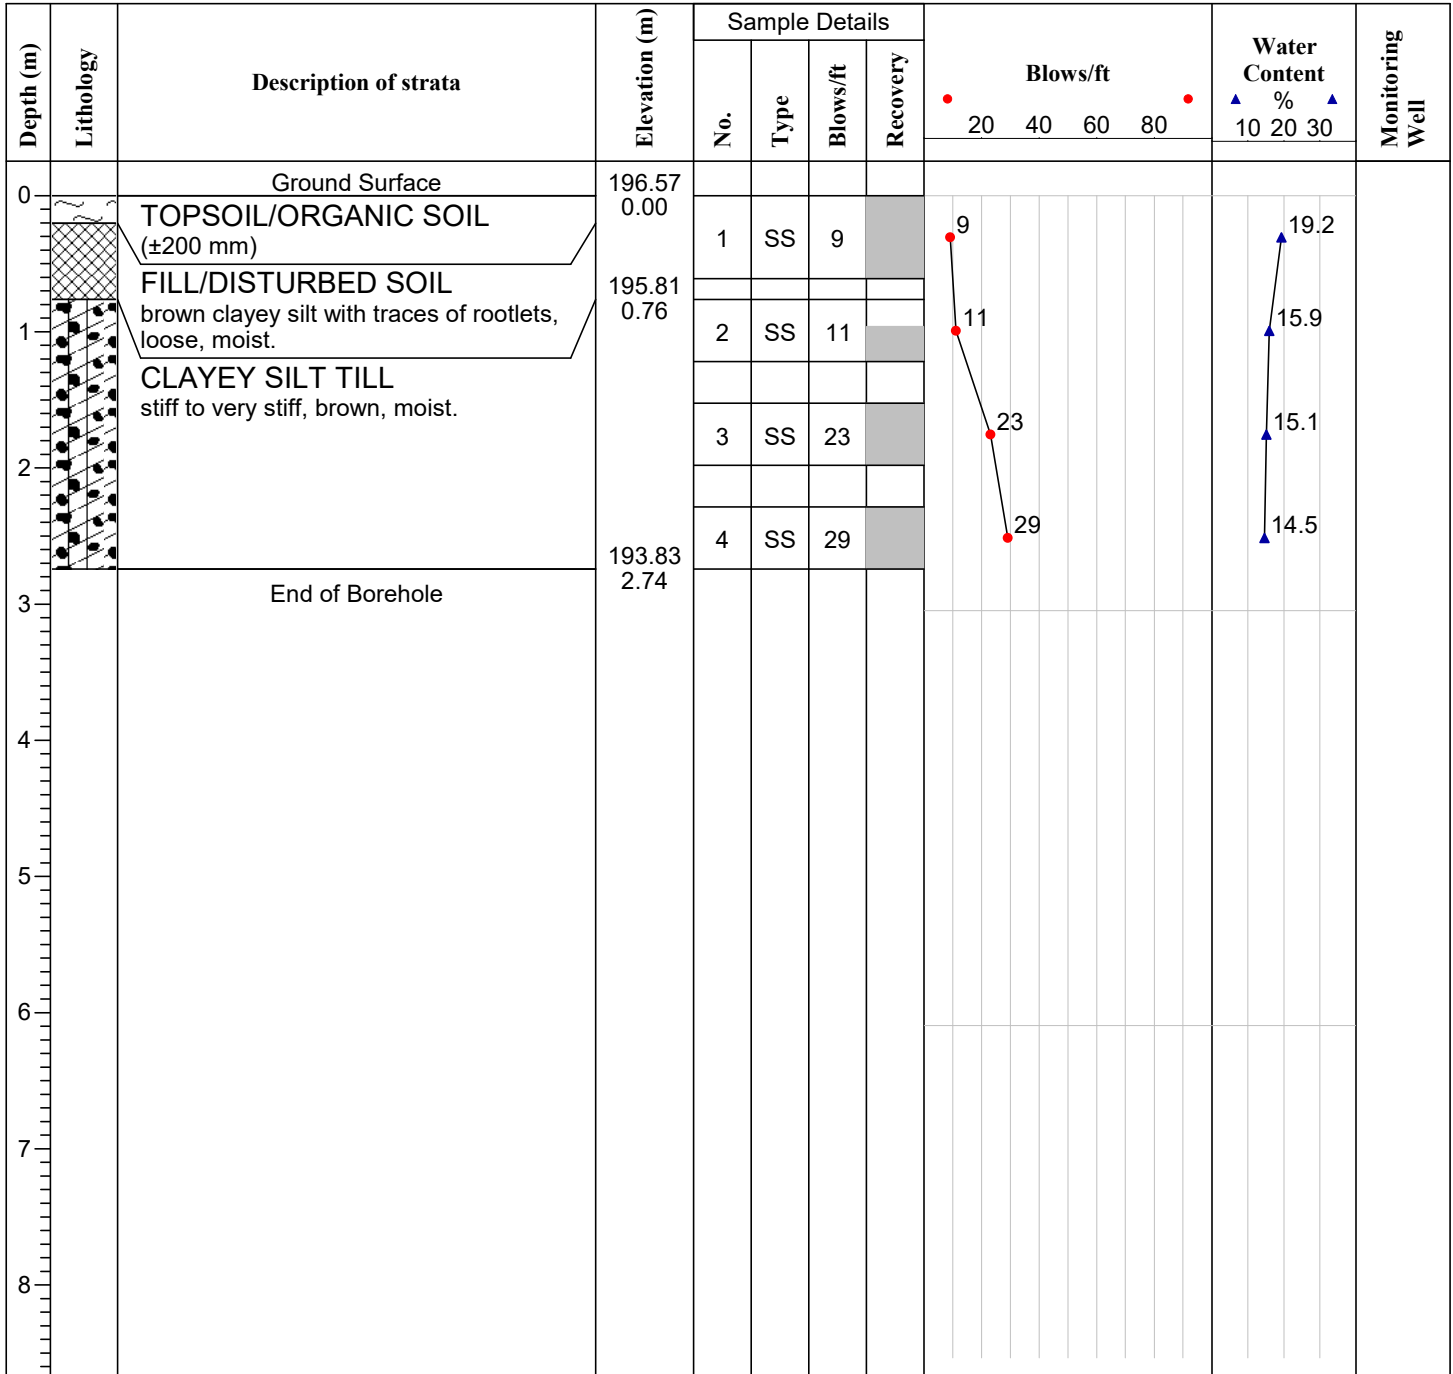 Depth (m)
Lithology
Description of strata
Elevation (m)
Sample Details
No.
Type
Blows/ft
Recovery
Blows/ft
20 40 60 80
Water
Content
%
10 20 30
Monitoring
Well
Ground Surface
196.57
0.00
0
TOPSOIL/ORGANIC SOIL
(±200 mm)
1 SS 9
9
19.2
FILL/DISTURBED SOIL
brown clayey silt with traces of rootlets,
loose, moist.
195.81
0.76
1
2 SS 11
11
15.9
CLAYEY SILT TILL
stiff to very stiff, brown, moist.
3 SS 23
23
15.1
2
4 SS 29
29
14.5
193.83
2.74
End of Borehole
3
4
5
6
7
8